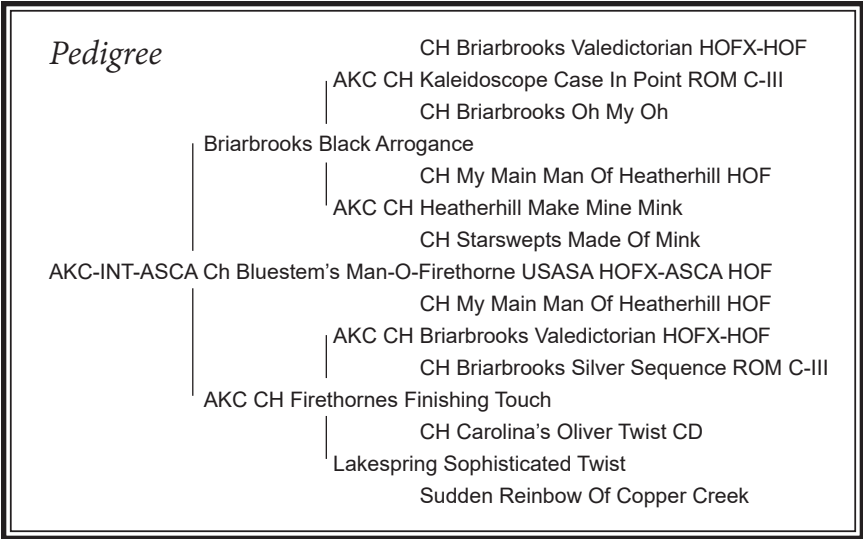 Pedigree
CH Briarbrooks Valedictorian HOFX-HOF
AKC CH Kaleidoscope Case In Point ROM C-III
CH Briarbrooks Oh My Oh
Briarbrooks Black Arrogance
CH My Main Man Of Heatherhill HOF
AKC CH Heatherhill Make Mine Mink
CH Starswepts Made Of Mink
AKC-INT-ASCA Ch Bluestem’s Man-O-Firethorne USASA HOFX-ASCA HOF
CH My Main Man Of Heatherhill HOF
AKC CH Briarbrooks Valedictorian HOFX-HOF
CH Briarbrooks Silver Sequence ROM C-III
AKC CH Firethornes Finishing Touch
CH Carolina’s Oliver Twist CD
Lakespring Sophisticated Twist
Sudden Reinbow Of Copper Creek